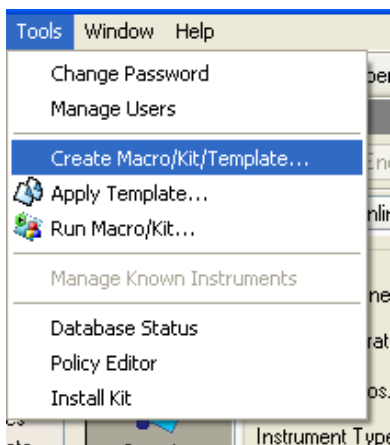 Tools Window Help
Change Password
Manage Users
Create Macro/Kit/Template...
Apply Template...
Run Macro/Kit...
Manage Known Instruments
Database Status
Policy Editor
Install Kit
Instrument Type